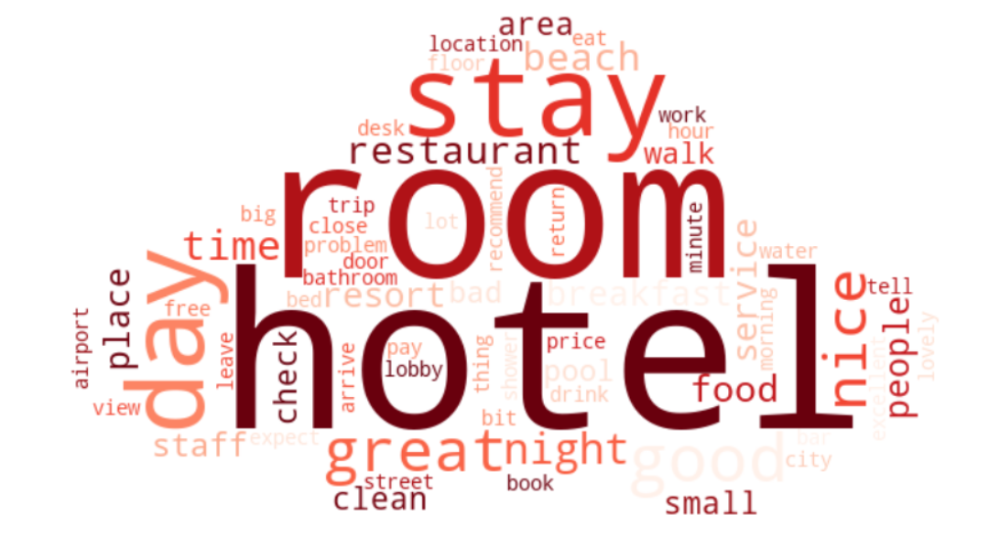 area
location
eat
floor
beach
stay
work
desk
hour
restaurant
walk
room
trip
big
close
lot
recommend
return
minute
time
problem
door
bathroom
service
water
day
hotel
place
free
bed
resort
bad
breakfast
morning
nice
tell
people
lovely
airport
leave
check
arrive
pay
lobby
thing
shower
price
pool
drink
food
excellent
view
bit
staff
expect
great
night
good
bar
city
street
book
clean
small